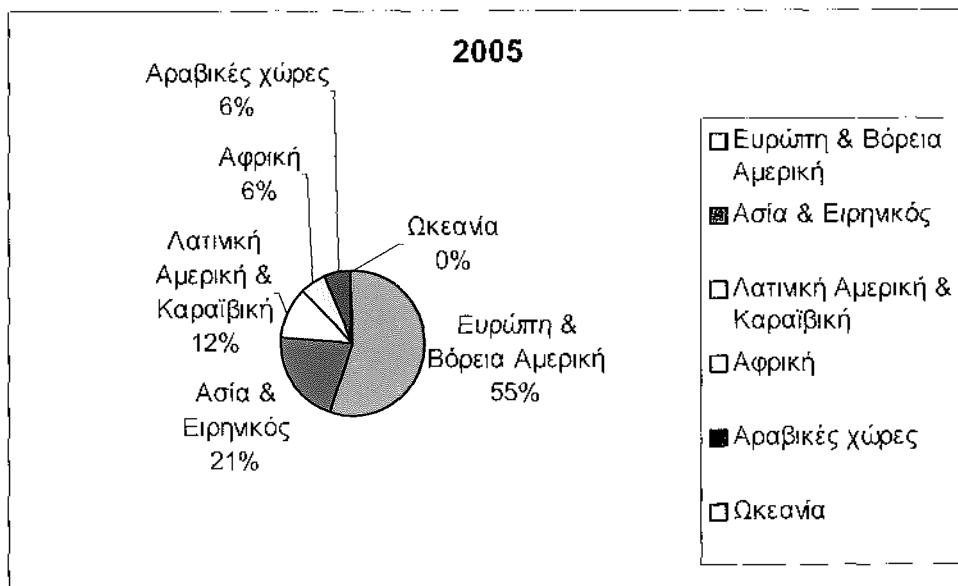 2005
Αραβικές χώρες
6%
Αφρική
6%
Ωκεανία
0%
Λατινική
Αμερική &
Καραϊβική
12%
Ευρώπη &
Βόρεια Αμερική
55%
Ασία &
Ειρηνικός
21%
Ευρώπη & Βόρεια
Αμερική
Ασία & Ειρηνικός
Λατινική Αμερική &
Καραϊβική
Αφρική
Αραβικές χώρες
Ωκεανία